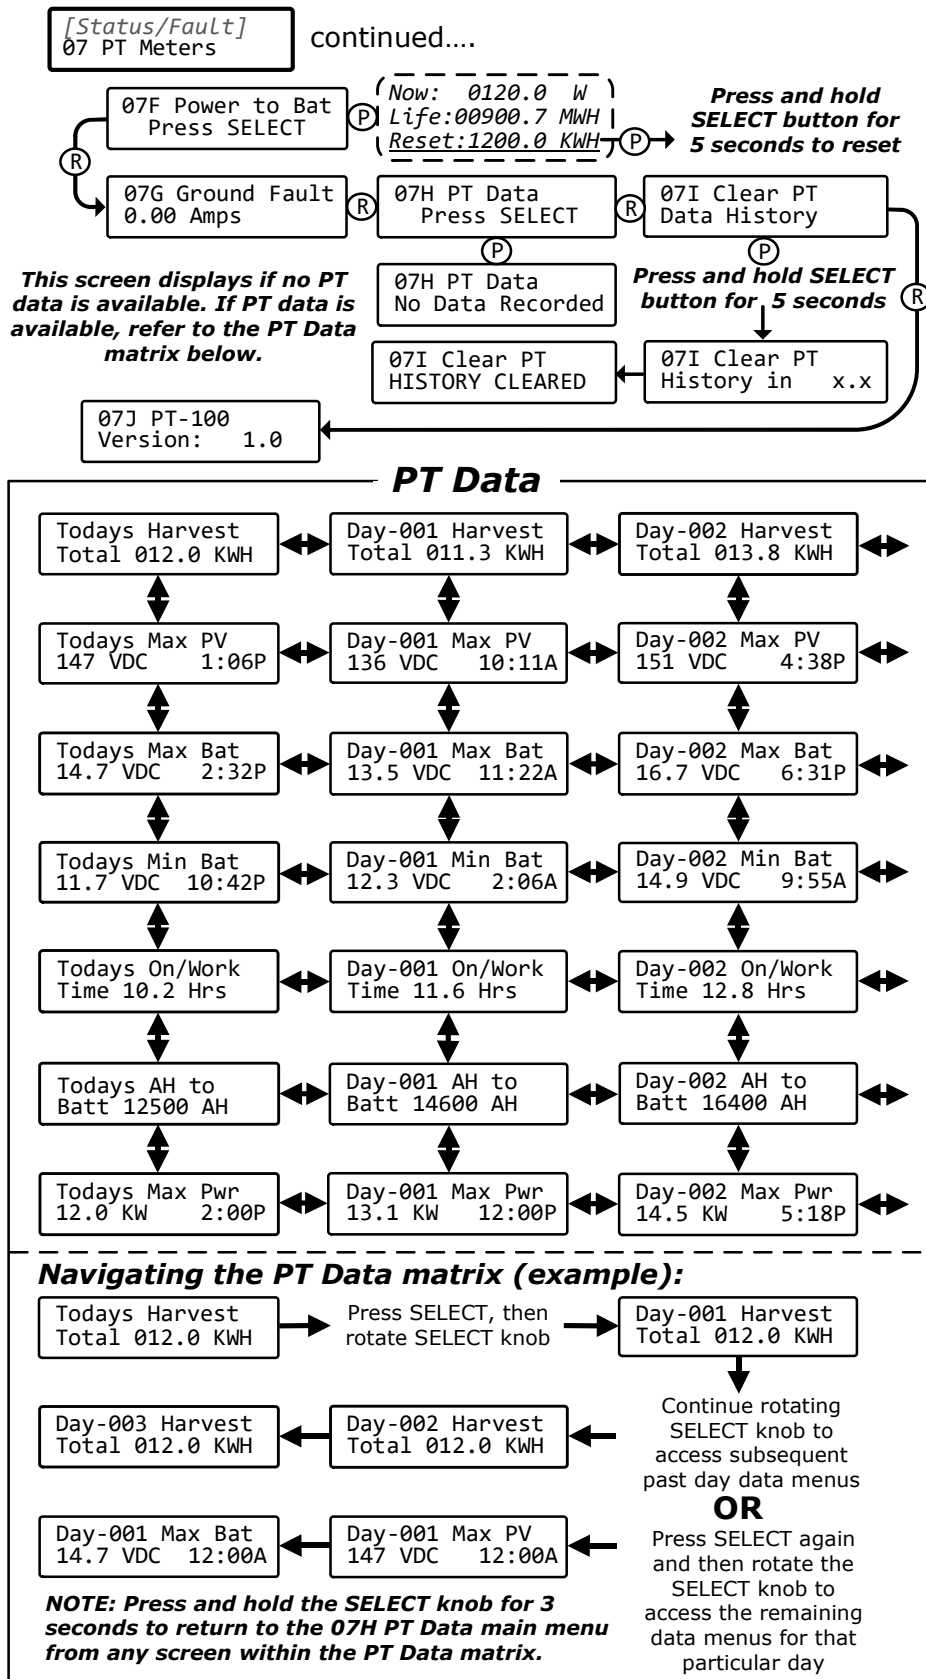 [Status/Fault]
07 PT Meters
continued....
07F Power to Bat
Press SELECT
P
Now: 0120.0 W
Life:00900.7 MWH
Reset:1200.0 KWH
P
Press and hold
SELECT button for
5 seconds to reset
R
07G Ground Fault
0.00 Amps
R
07H PT Data
Press SELECT
R
07I Clear PT
Data History
P
P
R
This screen displays if no PT
data is available. If PT data is
available, refer to the PT Data
matrix below.
07H PT Data
No Data Recorded
Press and hold SELECT
button for 5 seconds
07I Clear PT
HISTORY CLEARED
07I Clear PT
History in x.x
07J PT-100
Version: 1.0
PT Data
Todays Harvest
Total 012.0 KWH
Day-001 Harvest
Total 011.3 KWH
Day-002 Harvest
Total 013.8 KWH
Todays Max PV
147 VDC 1:06P
Day-001 Max PV
136 VDC 10:11A
Day-002 Max PV
151 VDC 4:38P
Todays Max Bat
14.7 VDC 2:32P
Day-001 Max Bat
13.5 VDC 11:22A
Day-002 Max Bat
16.7 VDC 6:31P
Todays Min Bat
11.7 VDC 10:42P
Day-001 Min Bat
12.3 VDC 2:06A
Day-002 Min Bat
14.9 VDC 9:55A
Todays On/Work
Time 10.2 Hrs
Day-001 On/Work
Time 11.6 Hrs
Day-002 On/Work
Time 12.8 Hrs
Todays AH to
Batt 12500 AH
Day-001 AH to
Batt 14600 AH
Day-002 AH to
Batt 16400 AH
Todays Max Pwr
12.0 KW 2:00P
Day-001 Max Pwr
13.1 KW 12:00P
Day-002 Max Pwr
14.5 KW 5:18P
Navigating the PT Data matrix (example):
Todays Harvest
Total 012.0 KWH
Press SELECT, then
rotate SELECT knob
Day-001 Harvest
Total 012.0 KWH
Day-003 Harvest
Total 012.0 KWH
Day-002 Harvest
Total 012.0 KWH
Continue rotating
SELECT knob to
access subsequent
past day data menus
OR
Day-001 Max Bat
14.7 VDC 12:00A
Day-001 Max PV
147 VDC 12:00A
Press SELECT again
and then rotate the
SELECT knob to
access the remaining
data menus for that
particular day
NOTE: Press and hold the SELECT knob for 3
seconds to return to the 07H PT Data main menu
from any screen within the PT Data matrix.